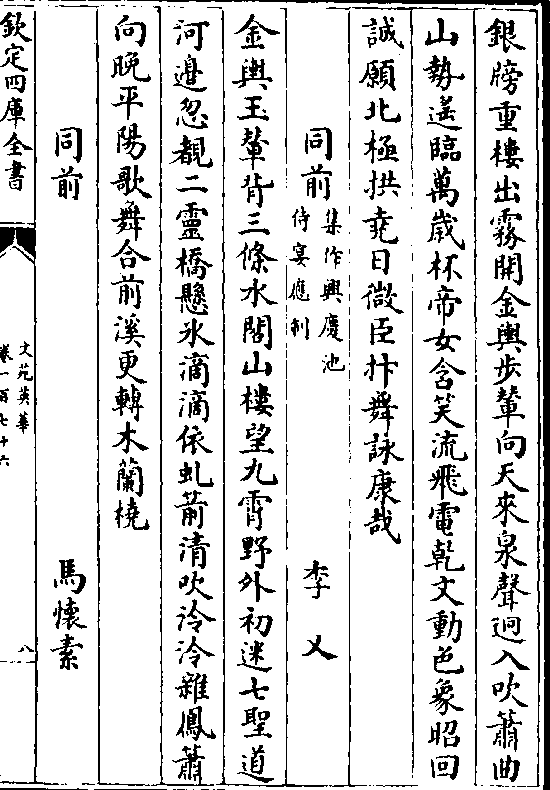 銀牓重樓出霧開金輿步輦向天來泉聲迥入吹簫曲
山勢遙臨萬歲杯帝女含笑流飛電乾文動色象昭回
誠願北極拱堯日微臣抃舞詠康哉
同前 集作興慶池侍宴應制 李乂
金輿玉輦背三條水閣山樓望九霄野外初迷七聖道
河邊忽覩二靈橋懸氷滴滴依虬箭清吹泠泠雜鳳簫
向晚平陽歌舞合前溪更轉木蘭橈
同前 馬懷素
欽定四庫全書
文苑英華
卷一百七十六
八